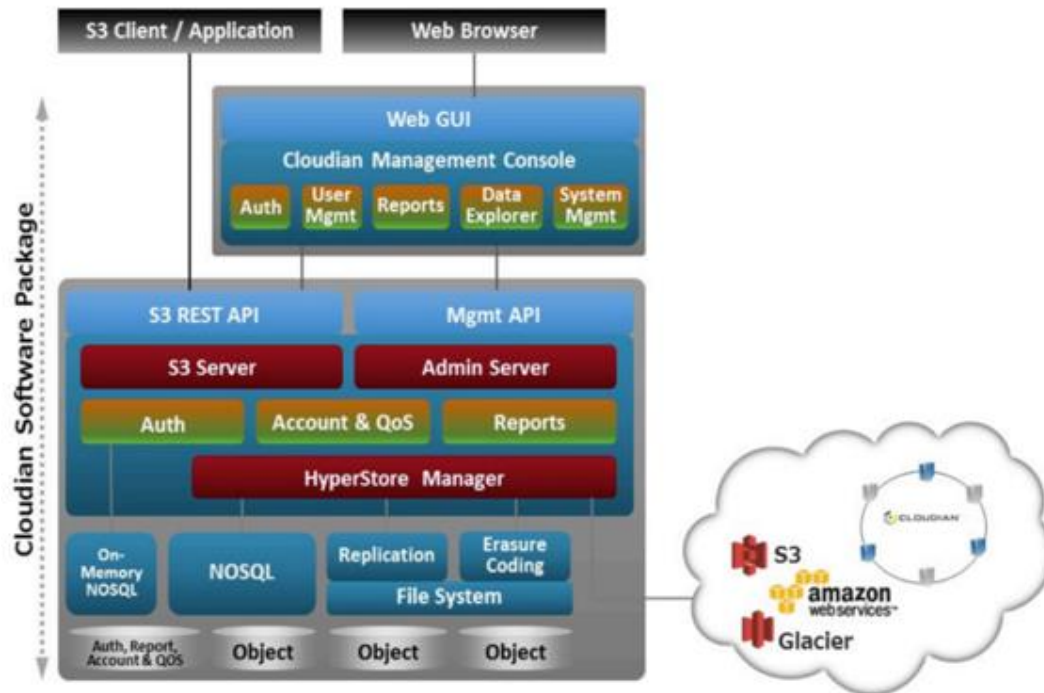 S3 Client / Application
Web Browser
Cloudian Software Package
Web GUI
Cloudian Management Console
Auth
User
Mgmt
Reports
Data
Explorer
System
Mgmt
S3 REST API
Mgmt API
S3 Server
Admin Server
Auth
Account & QoS
Reports
HyperStore Manager
On-
Memory
NOSQL
NOSQL
Replication
Erasure
Coding
File System
Auth, Report,
Account & QOS
Object
Object
Object
CLOUDIAN
S3
amazon
webservices™
Glacier